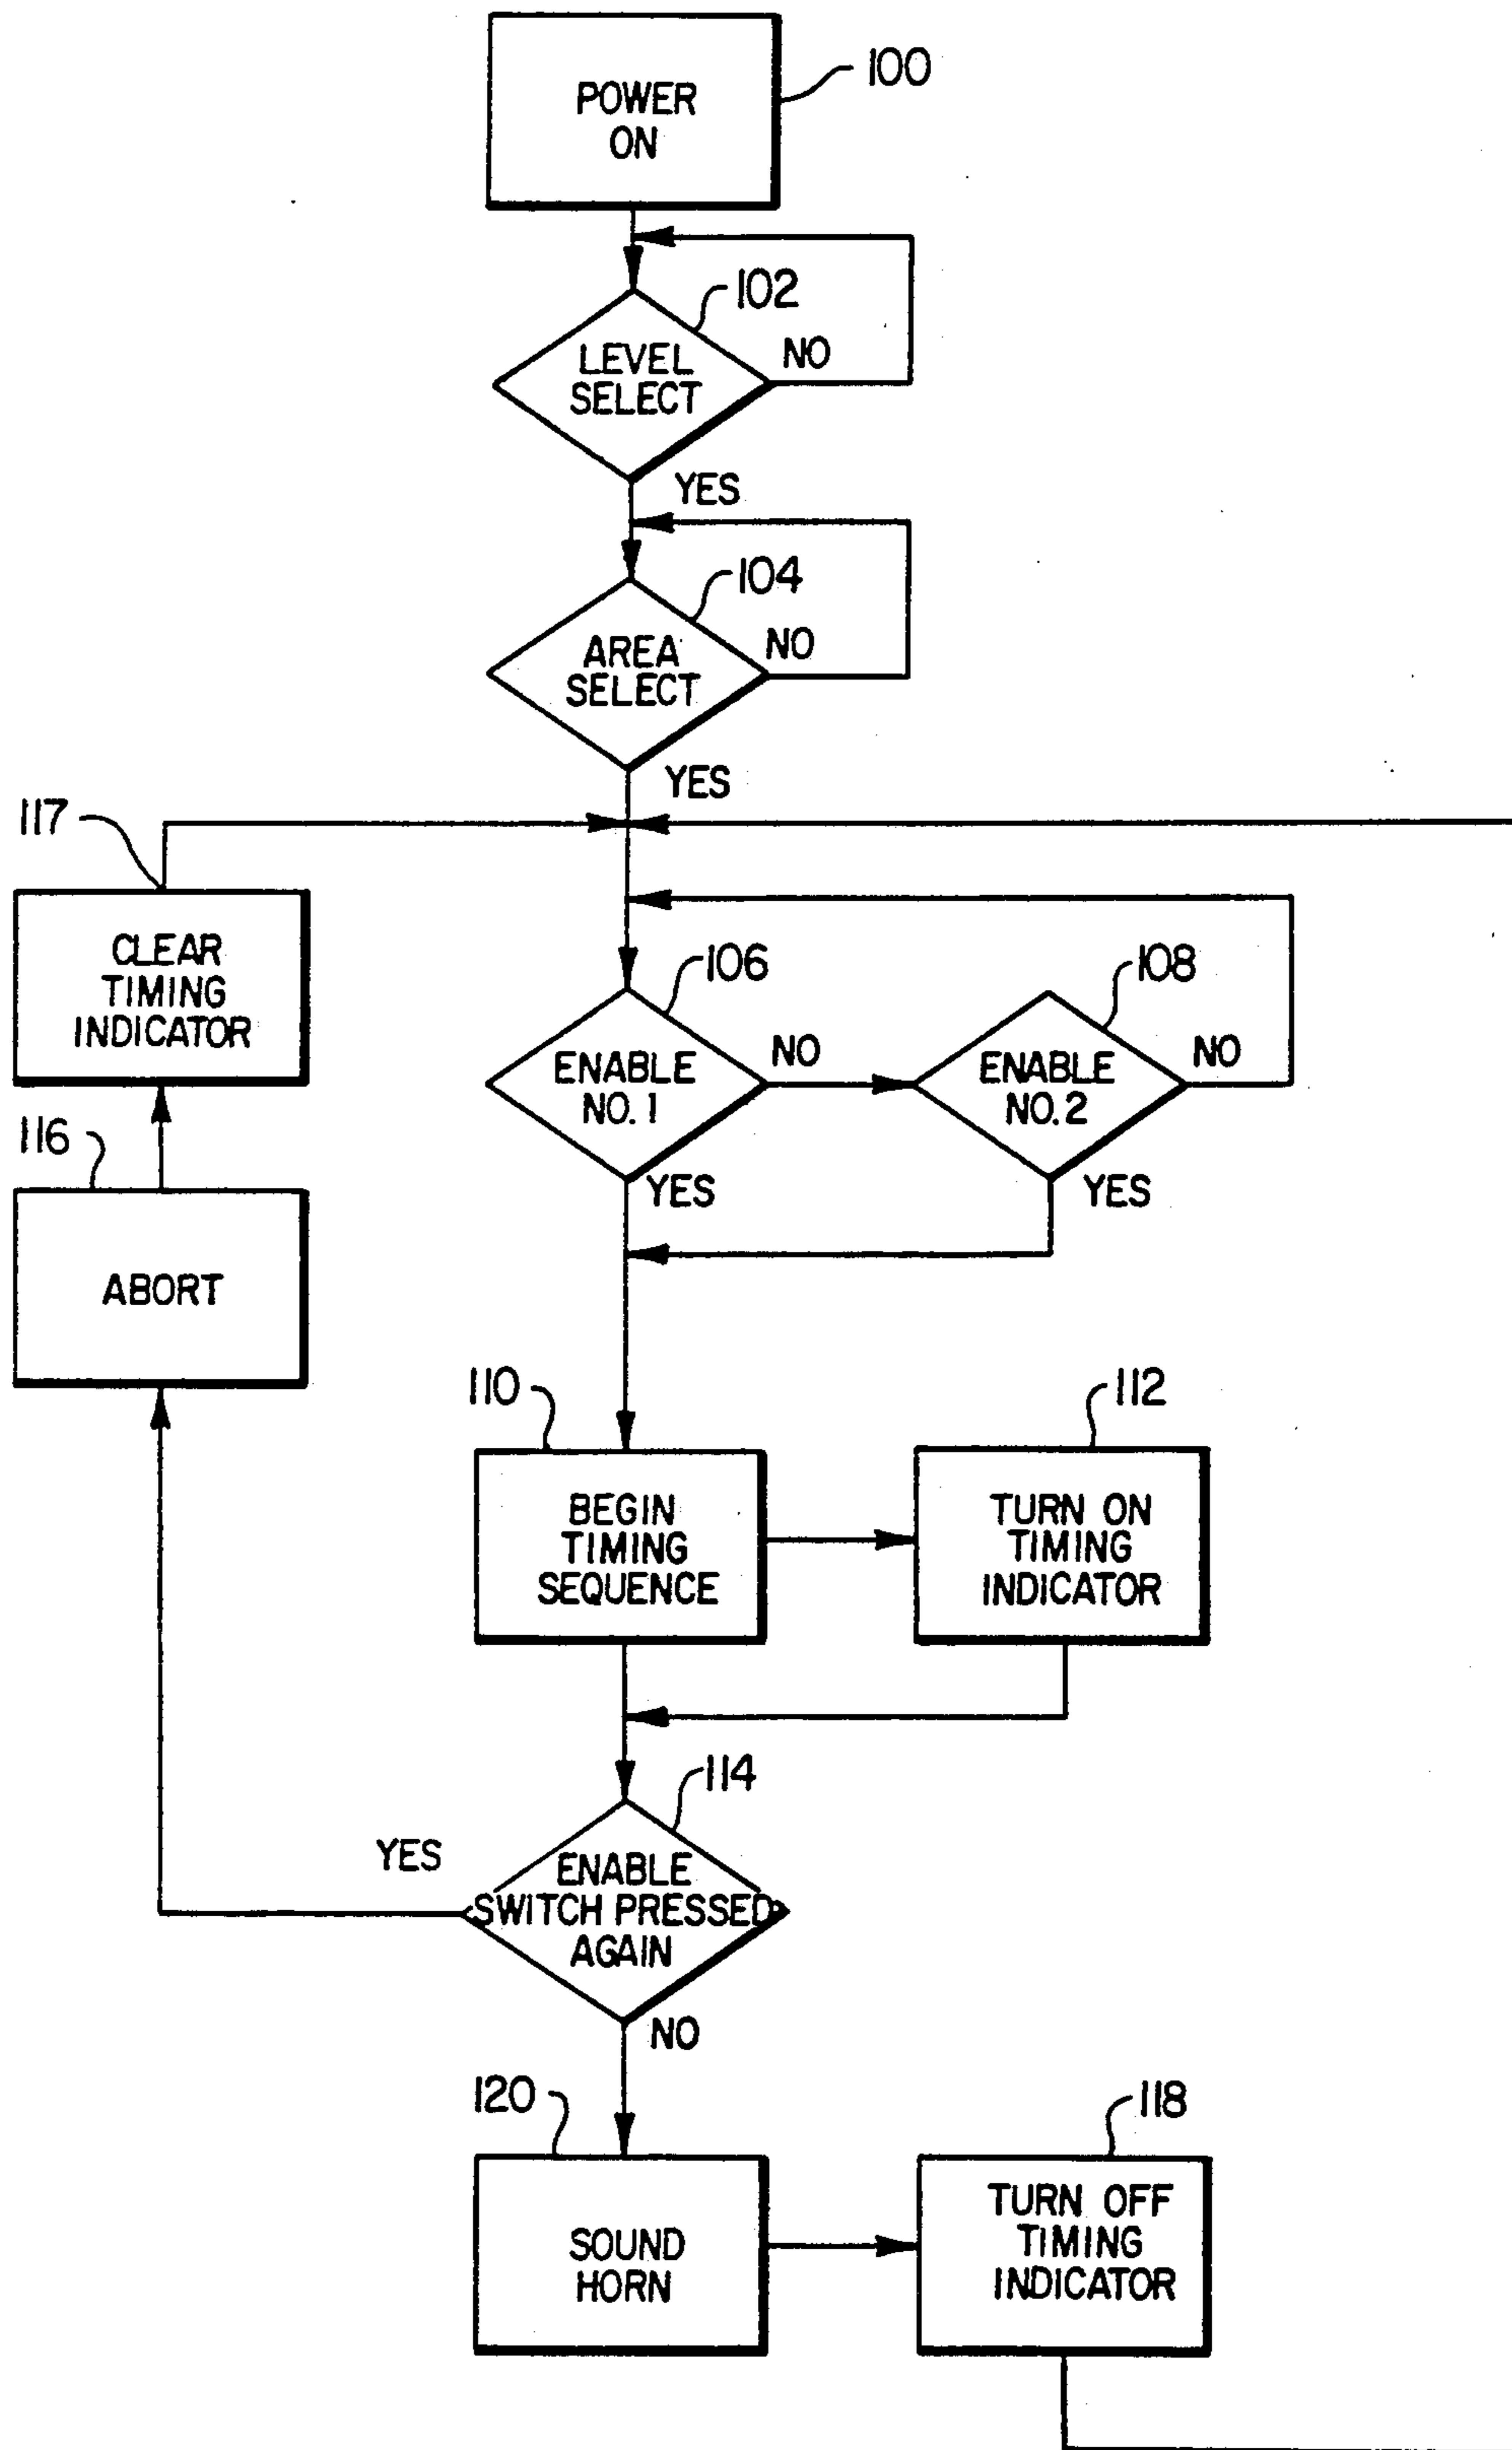 POWER
ON
100
102
LEVEL
SELECT
NO
YES
104
AREA
SELECT
NO
YES
117
CLEAR
TIMING
INDICATOR
106
ENABLE
NO. 1
NO
108
ENABLE
NO. 2
NO
YES
YES
116
ABORT
110
BEGIN
TIMING
SEQUENCE
112
TURN ON
TIMING
INDICATOR
114
YES
ENABLE
SWITCH PRESSED
AGAIN
NO
120
SOUND
HORN
118
TURN OFF
TIMING
INDICATOR